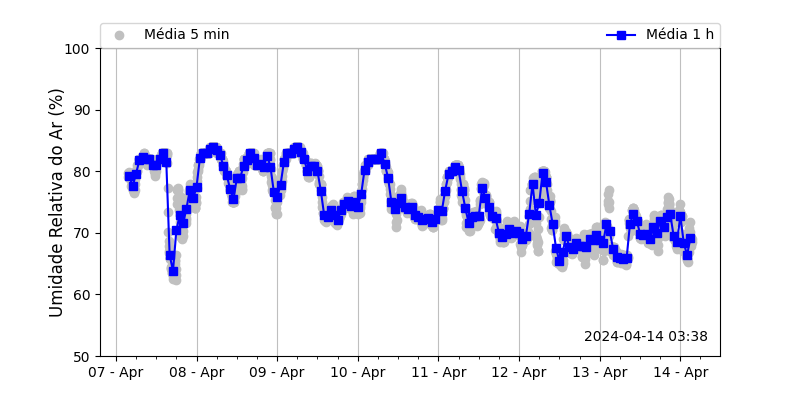 Média 5 min
Média 1 h
100
90
80
70
60
50
Umidade Relativa do Ar (%)
2024-04-14 03:38
07 - Apr
08 - Apr
09 - Apr
10 - Apr
11 - Apr
12 - Apr
13 - Apr
14 - Apr